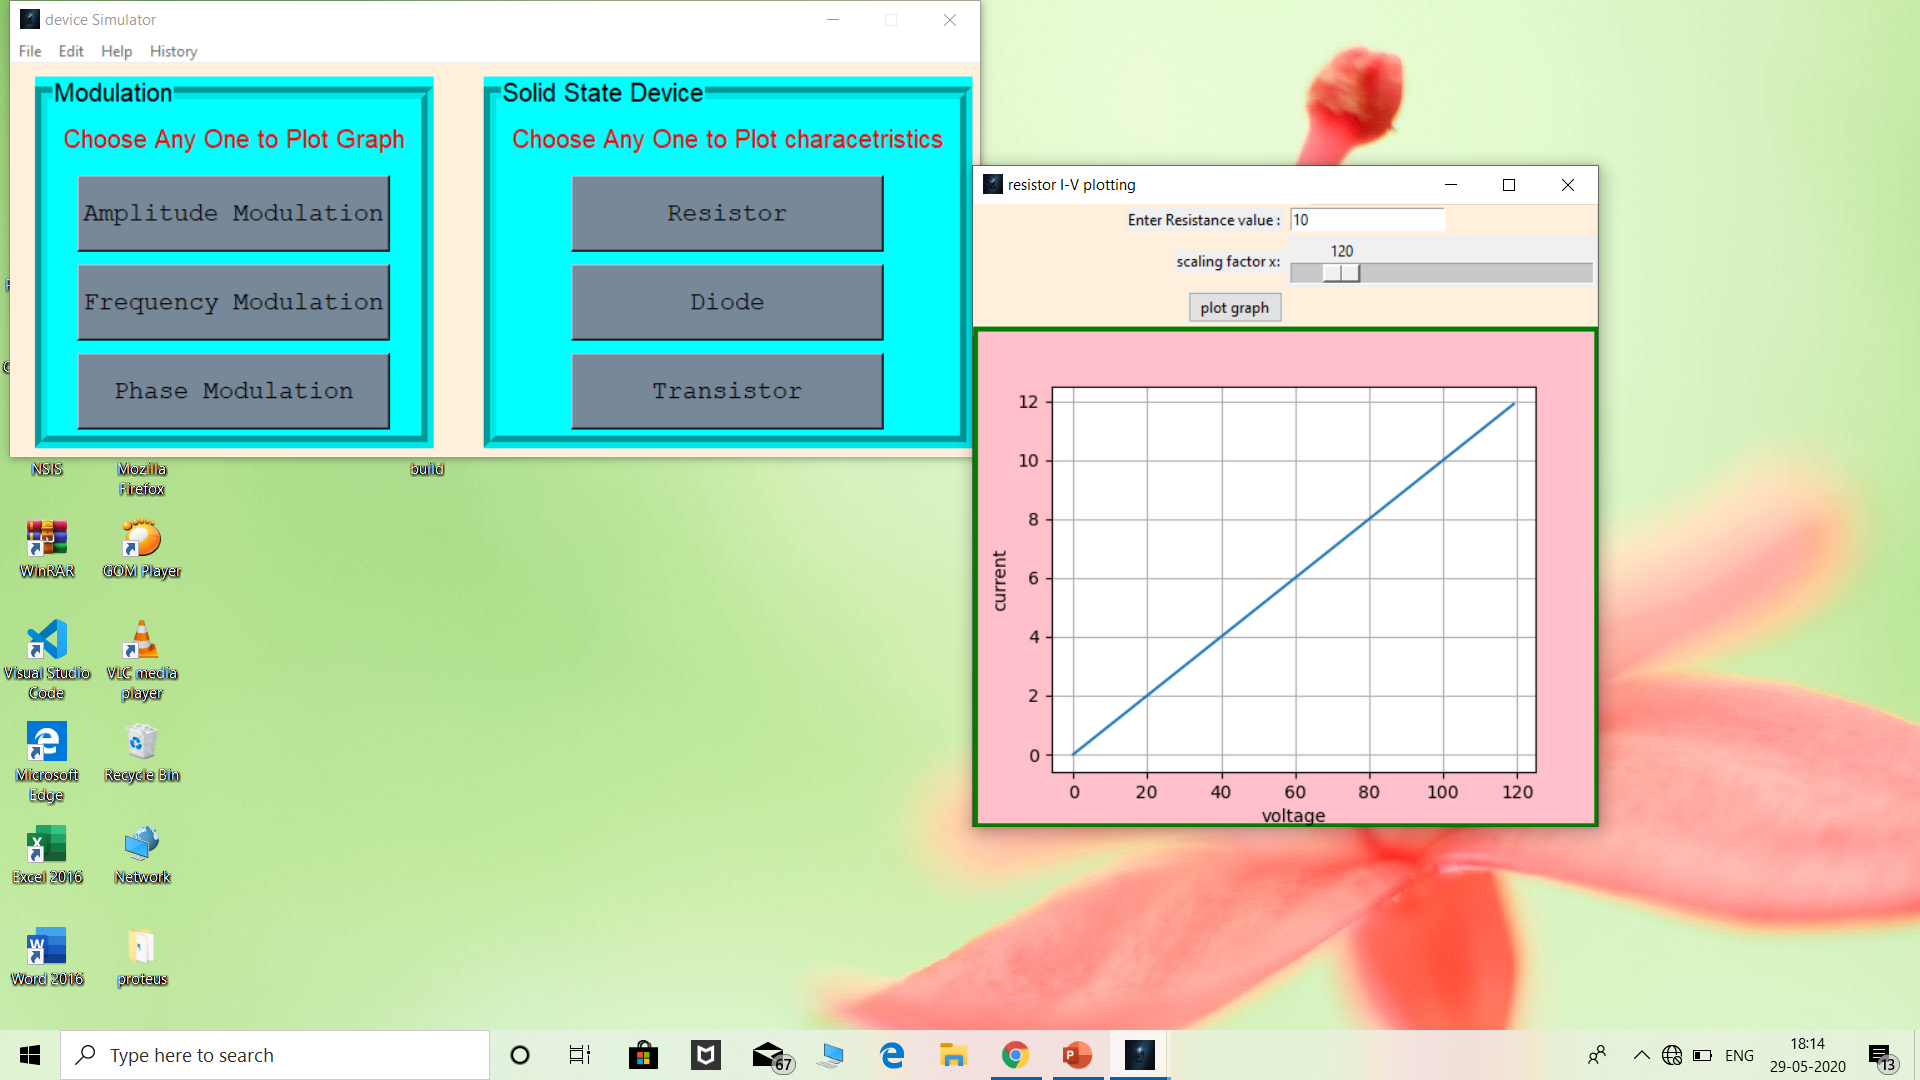 device Simulator
File Edit Help History
Modulation
Choose Any One to Plot Graph
Amplitude Modulation
Frequency Modulation
Phase Modulation
Solid State Device
Choose Any One to Plot characetristics
Resistor
Diode
Transistor
resistor I-V plotting
Enter Resistance value :
10
120
scaling factor x:
plot graph
12
10
8
6
4
2
0
current
0 20 40 60 80 100 120
voltage
NSIS
Mozilla
Firefox
build
WinRAR
GOM Player
Visual Studio
Code
VLC media
player
Microsoft
Edge
Recycle Bin
Excel 2016
Network
Word 2016
proteus
Type here to search
67
ENG
18:14
29-05-2020
13